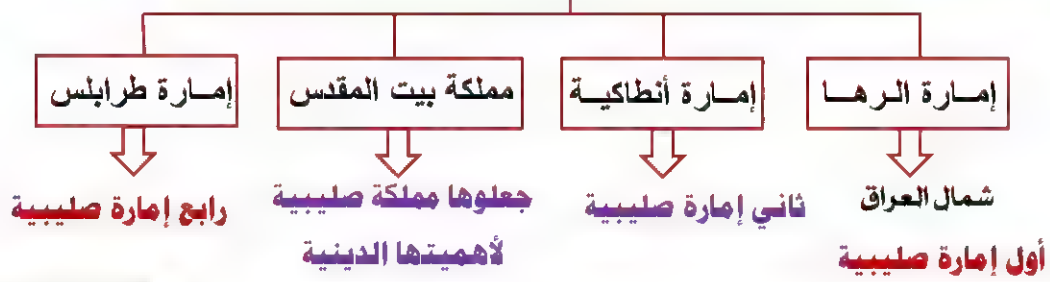 إمارة الرها
إمارة أنطاكية
مملكة بيت المقدس
إمارة طرابلس
شمال العراق
أول إمارة صليبية
ثاني إمارة صليبية
جعلوها مملكة صليبية
لأهميتها الدينية
رابع إمارة صليبية